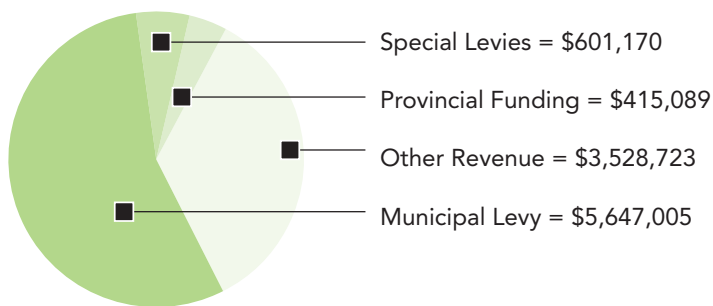 Special Levies = $601,170
Provincial Funding = $415,089
Other Revenue = $3,528,723
Municipal Levy = $5,647,005